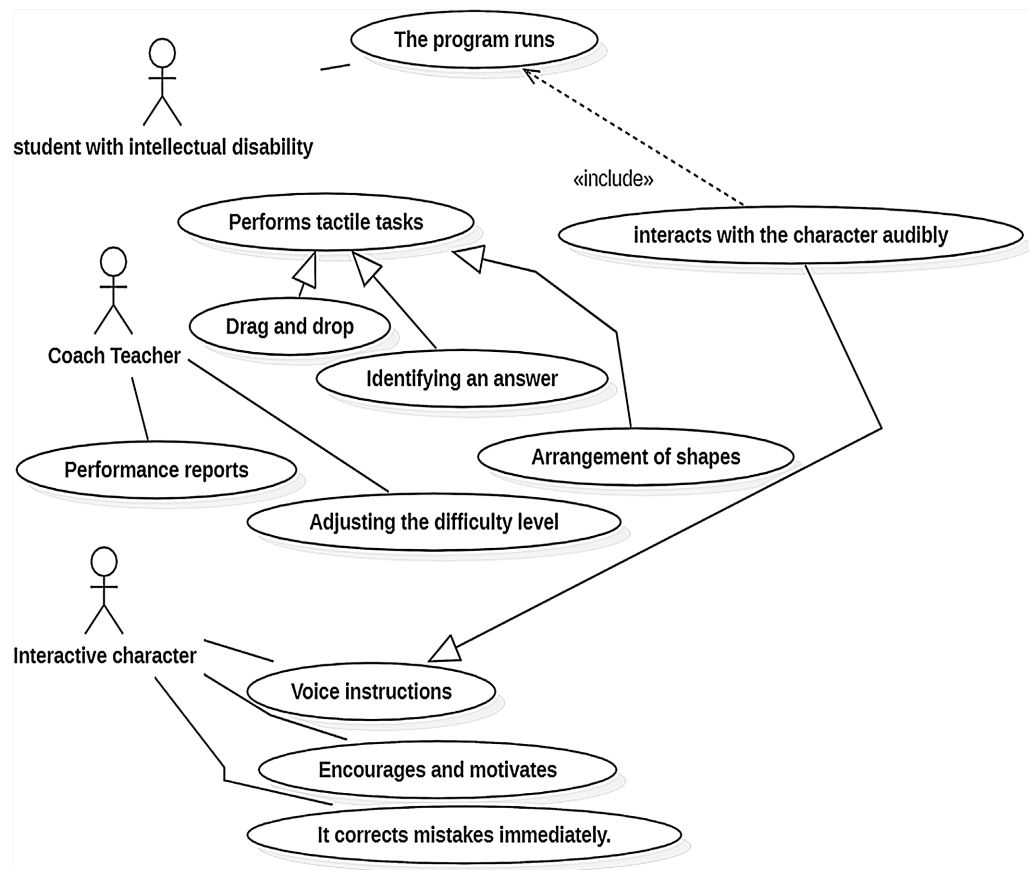 The program runs
student with intellectual disability
«include»
Performs tactile tasks
interacts with the character audibly
Drag and drop
Coach Teacher
Identifying an answer
Arrangement of shapes
Performance reports
Adjusting the difficulty level
Interactive character
Voice instructions
Encourages and motivates
It corrects mistakes immediately.